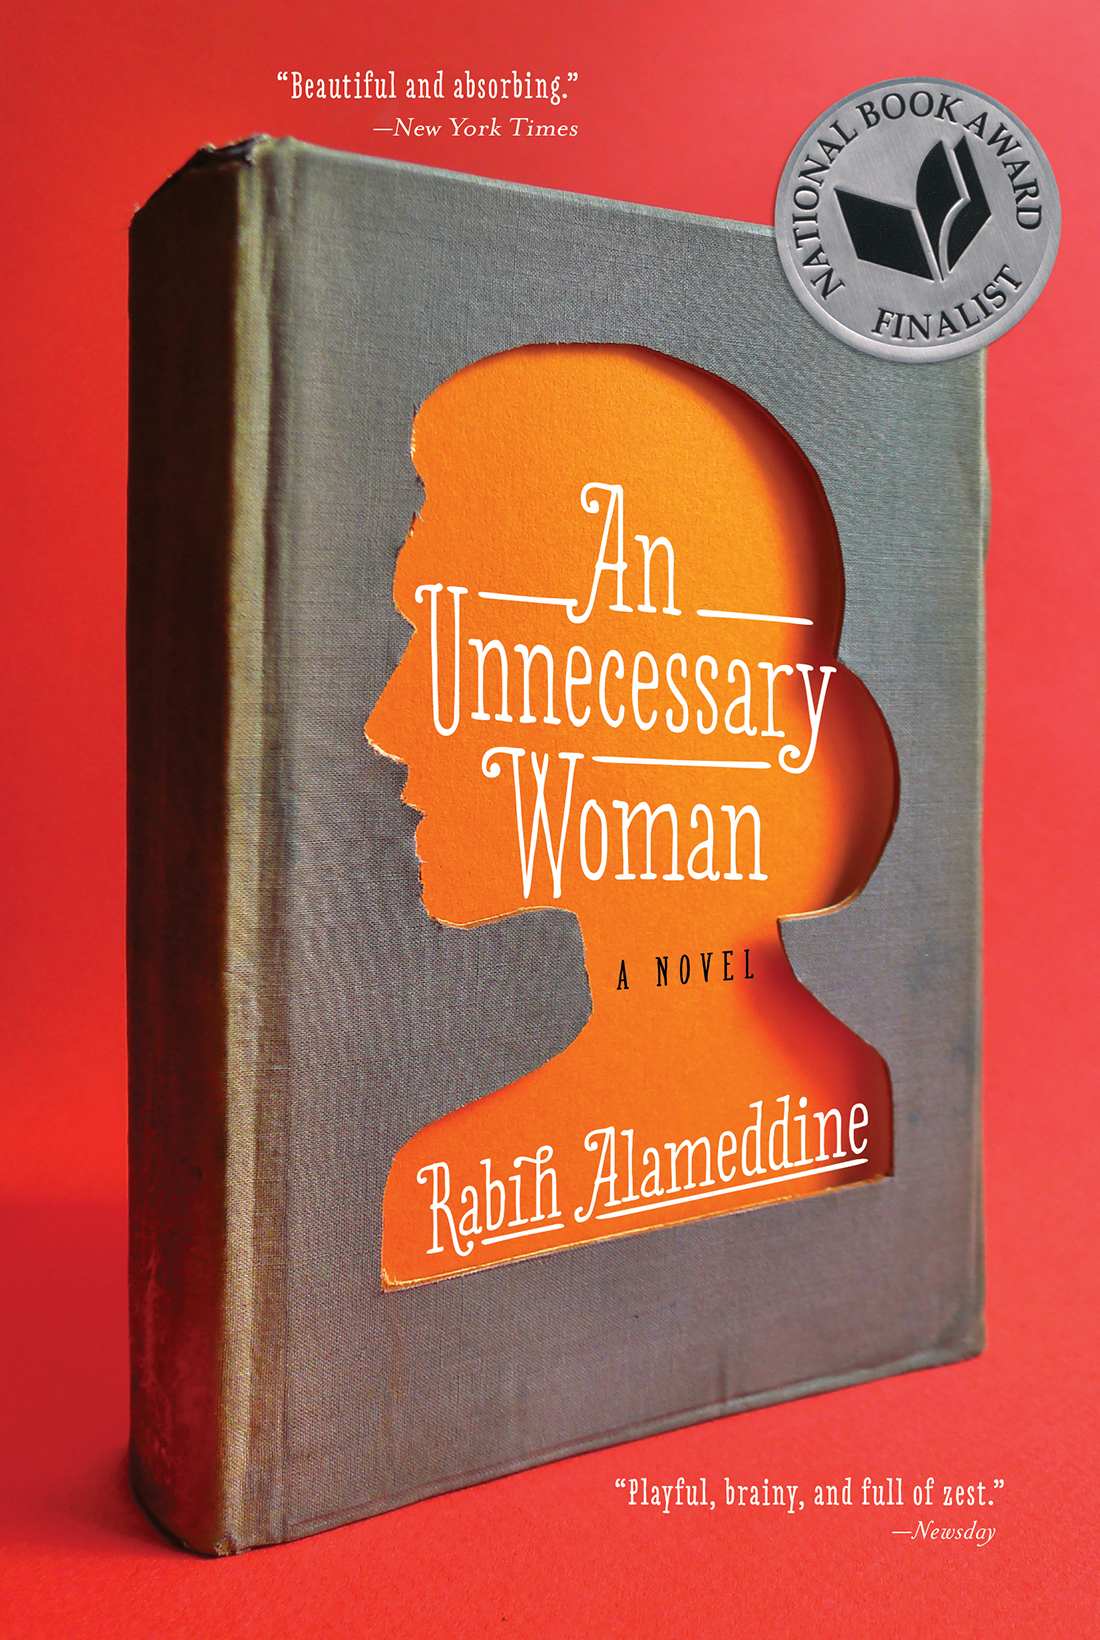 “Beautiful and absorbing.”
—New York Times
NATIONAL BOOK AWARD
FINALIST
An
Unnecessary
Woman
A NOVEL
Rabih Alameddine
“Playful, brainy, and full of zest.”
—Newsday